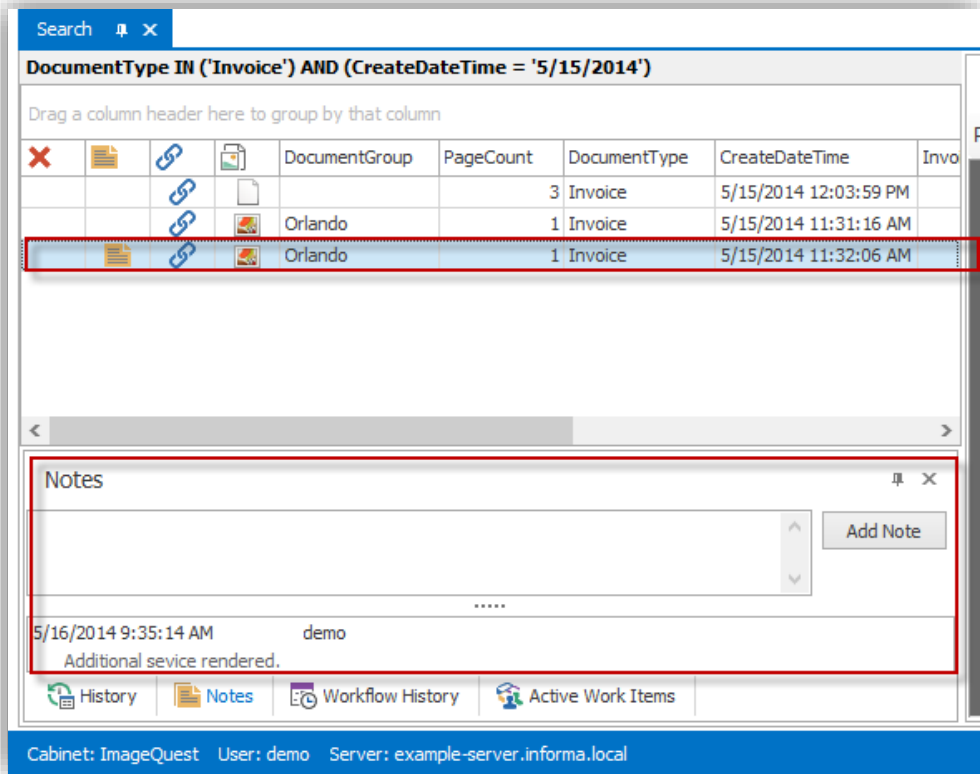 Search
DocumentType IN ('Invoice') AND (CreateDateTime = '5/15/2014')
Drag a column header here to group by that column
DocumentGroup PageCount DocumentType CreateDateTime Invoi
3 Invoice 5/15/2014 12:03:59 PM
Orlando 1 Invoice 5/15/2014 11:31:16 AM
Orlando 1 Invoice 5/15/2014 11:32:06 AM
Notes
Add Note
5/16/2014 9:35:14 AM demo
Additional sevice rendered.
History Notes Workflow History Active Work Items
Cabinet: ImageQuest User: demo Server: example-server.informa.local